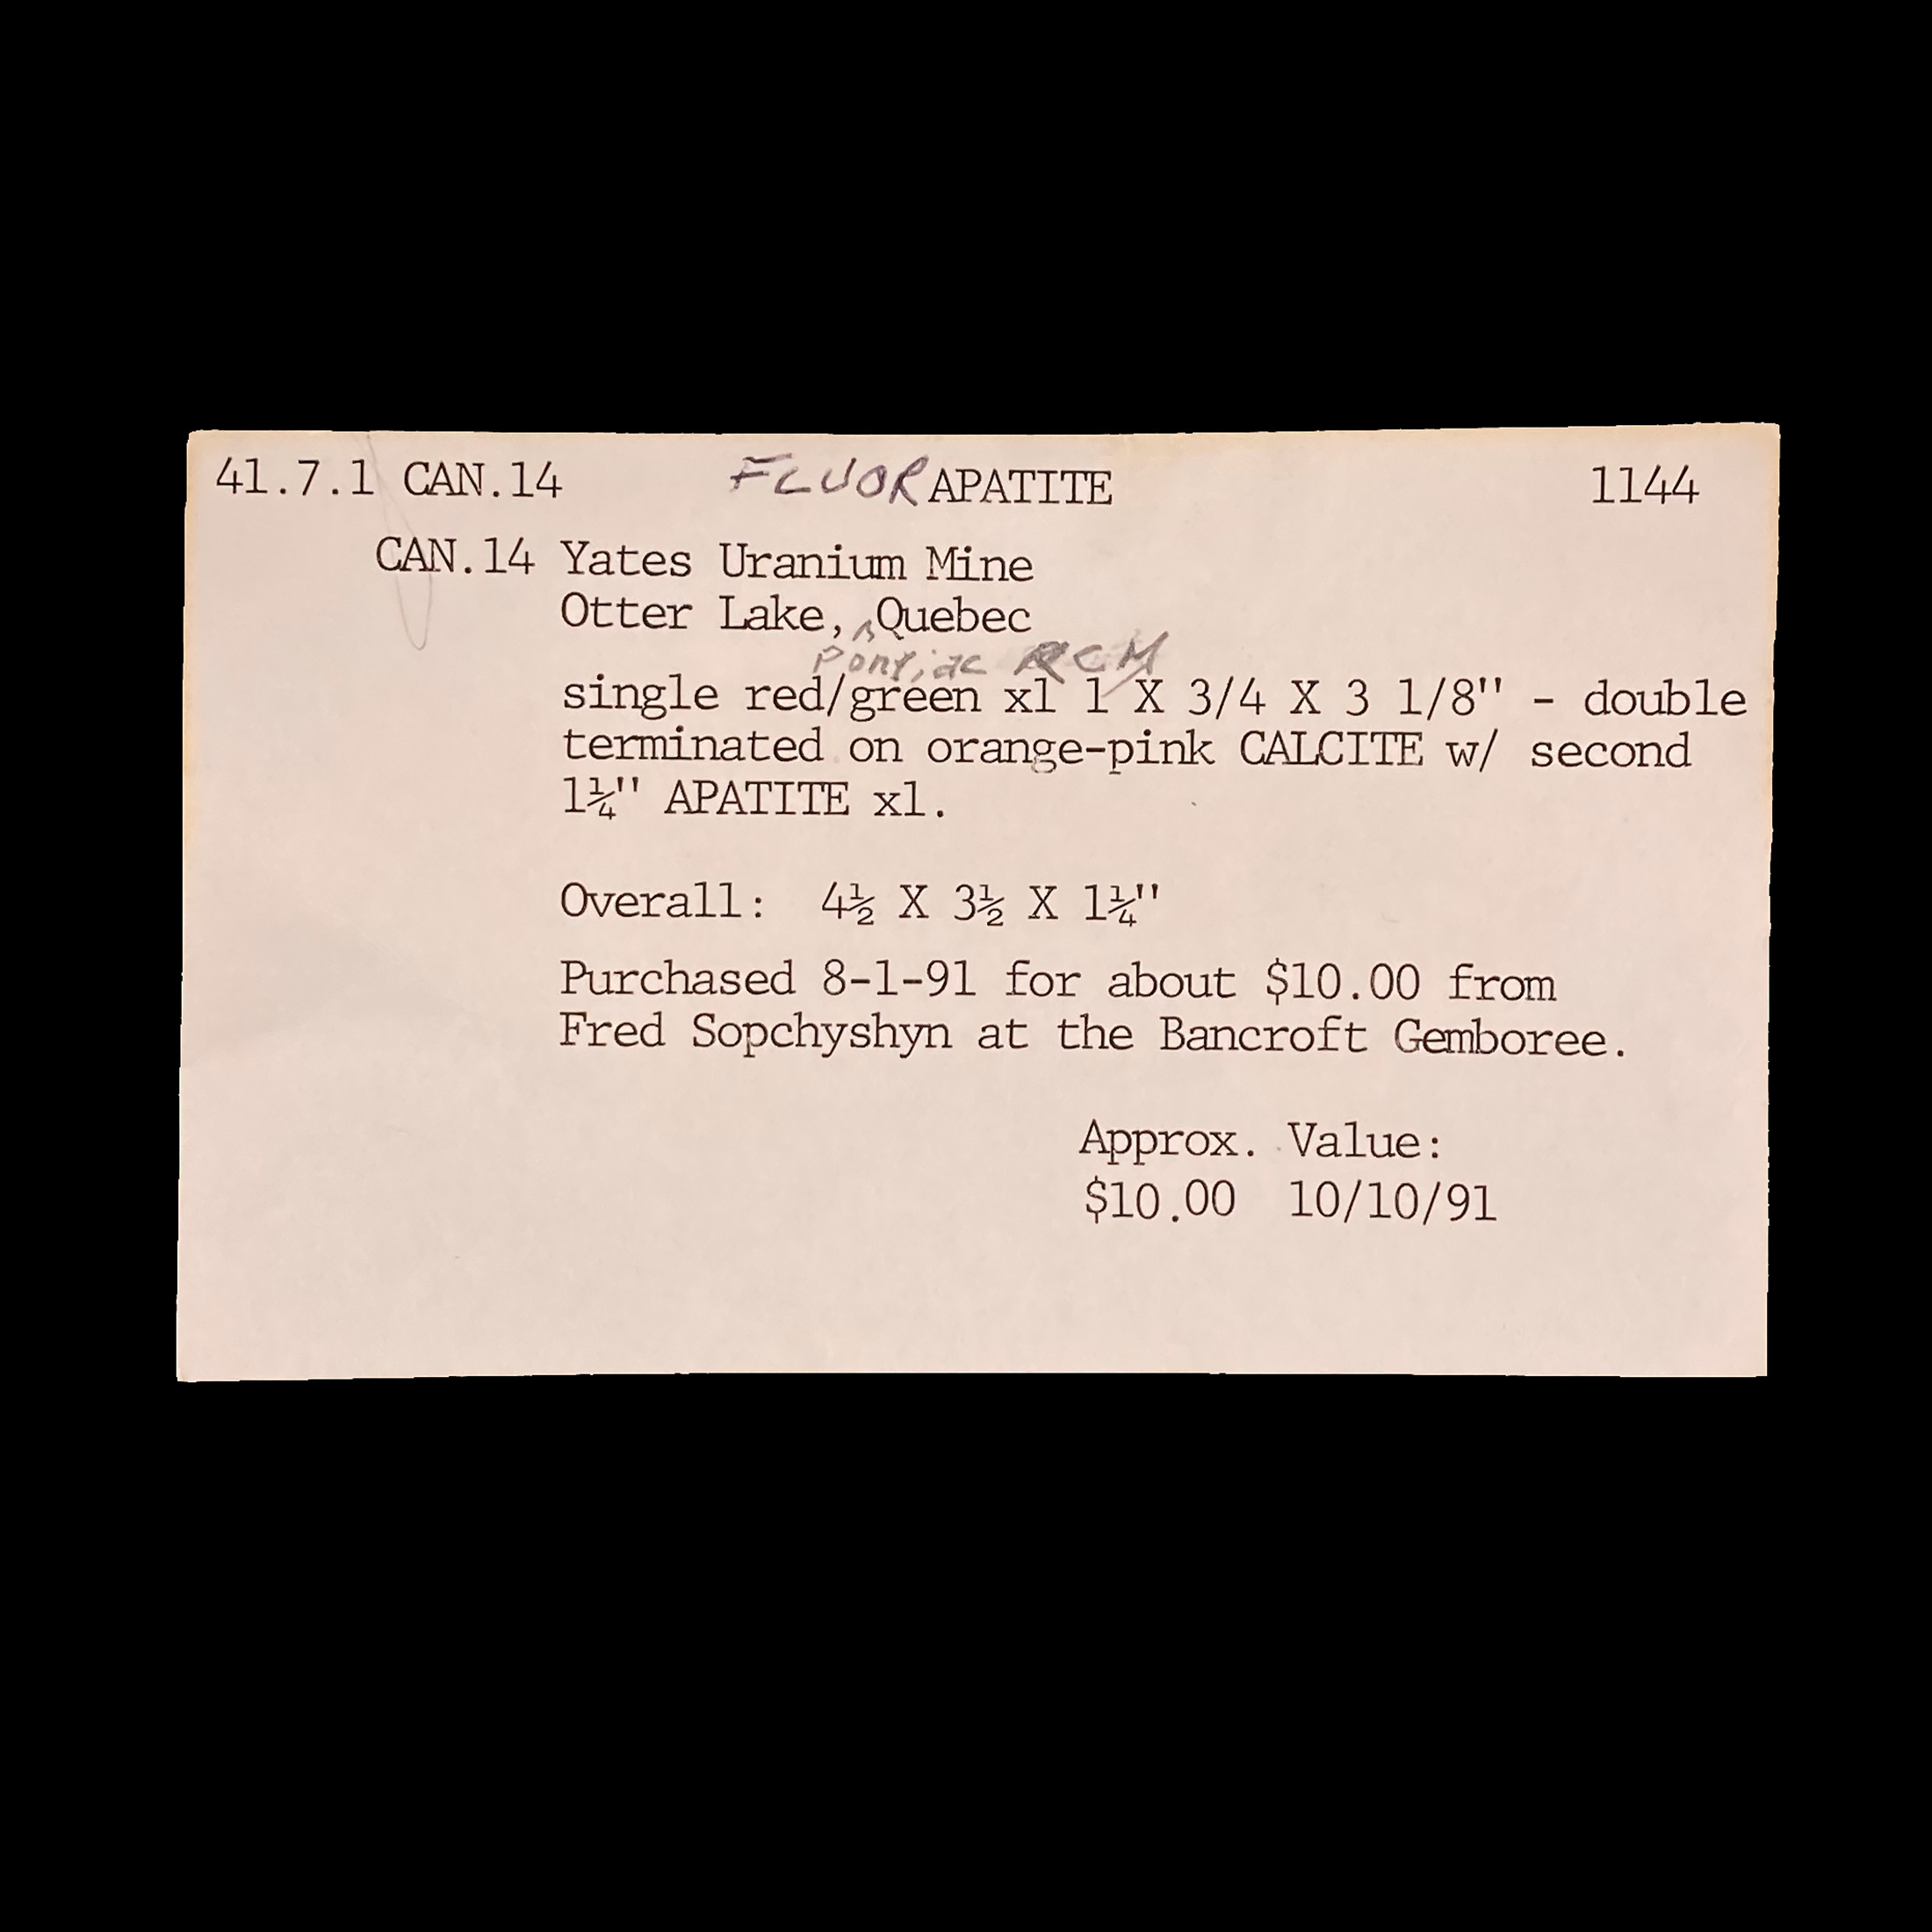 41.7.1 CAN.14 FLUORAPATITE 1144
CAN.14 Yates Uranium Mine
Otter Lake, ^Quebec
Pontiac RCM
single red/green xl 1 X 3/4 X 3 1/8" - double
terminated on orange-pink CALCITE w/ second
1¼" APATITE xl.
Overall: 4½ X 3½ X 1¼"
Purchased 8-1-91 for about $10.00 from
Fred Sopchyshyn at the Bancroft Gemboree.
Approx. Value:
$10.00 10/10/91